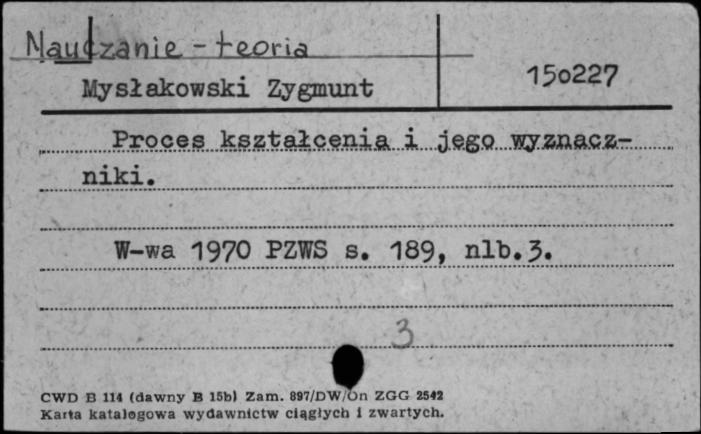 Nauczanie - teoria
Mysłakowski Zygmunt
150227
Proces kształcenia i jego wyznacz-
niki.
W-wa 1970 PZWS s. 189, nlb.3.
3
CWD B 114 (dawny B 15b) Zam. 897/DW/On ZGG 2542
Karta katalogowa wydawnictw ciągłych i zwartych.